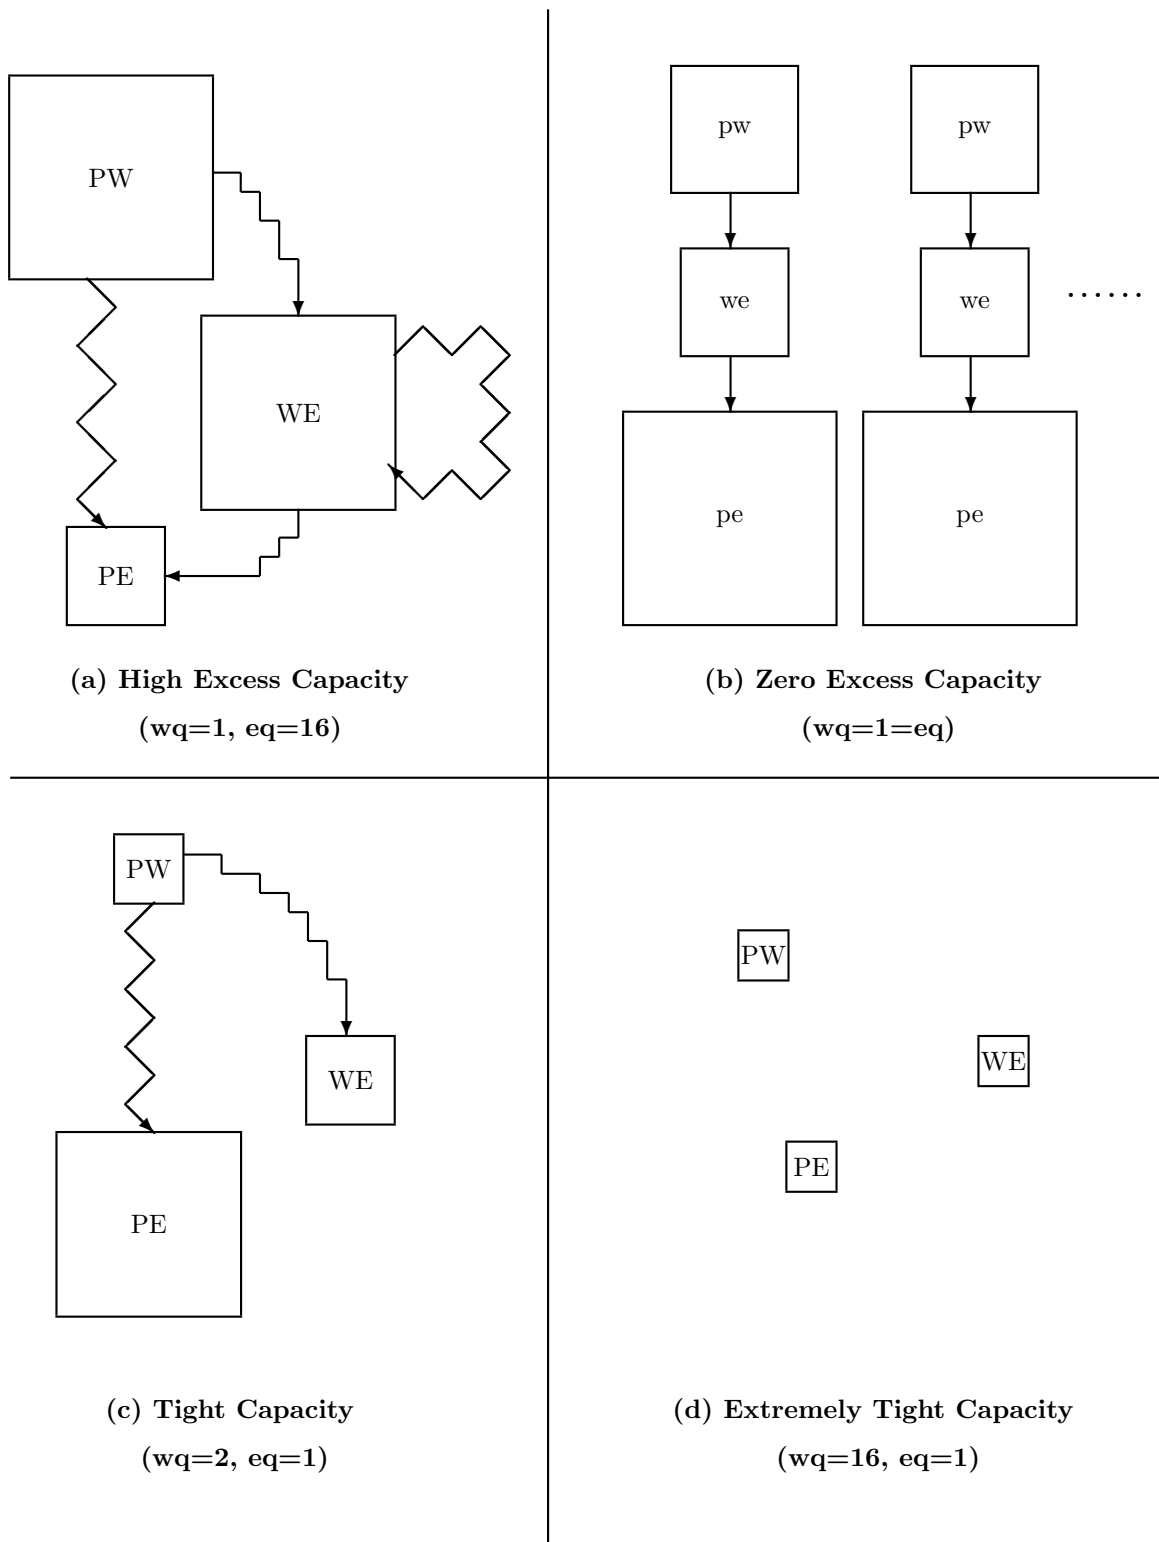 PW
WE
PE
(a) High Excess Capacity
(wq=1, eq=16)
pw
pw
we
we
......
pe
pe
(b) Zero Excess Capacity
(wq=1=eq)
PW
WE
PE
(c) Tight Capacity
(wq=2, eq=1)
PW
WE
PE
(d) Extremely Tight Capacity
(wq=16, eq=1)